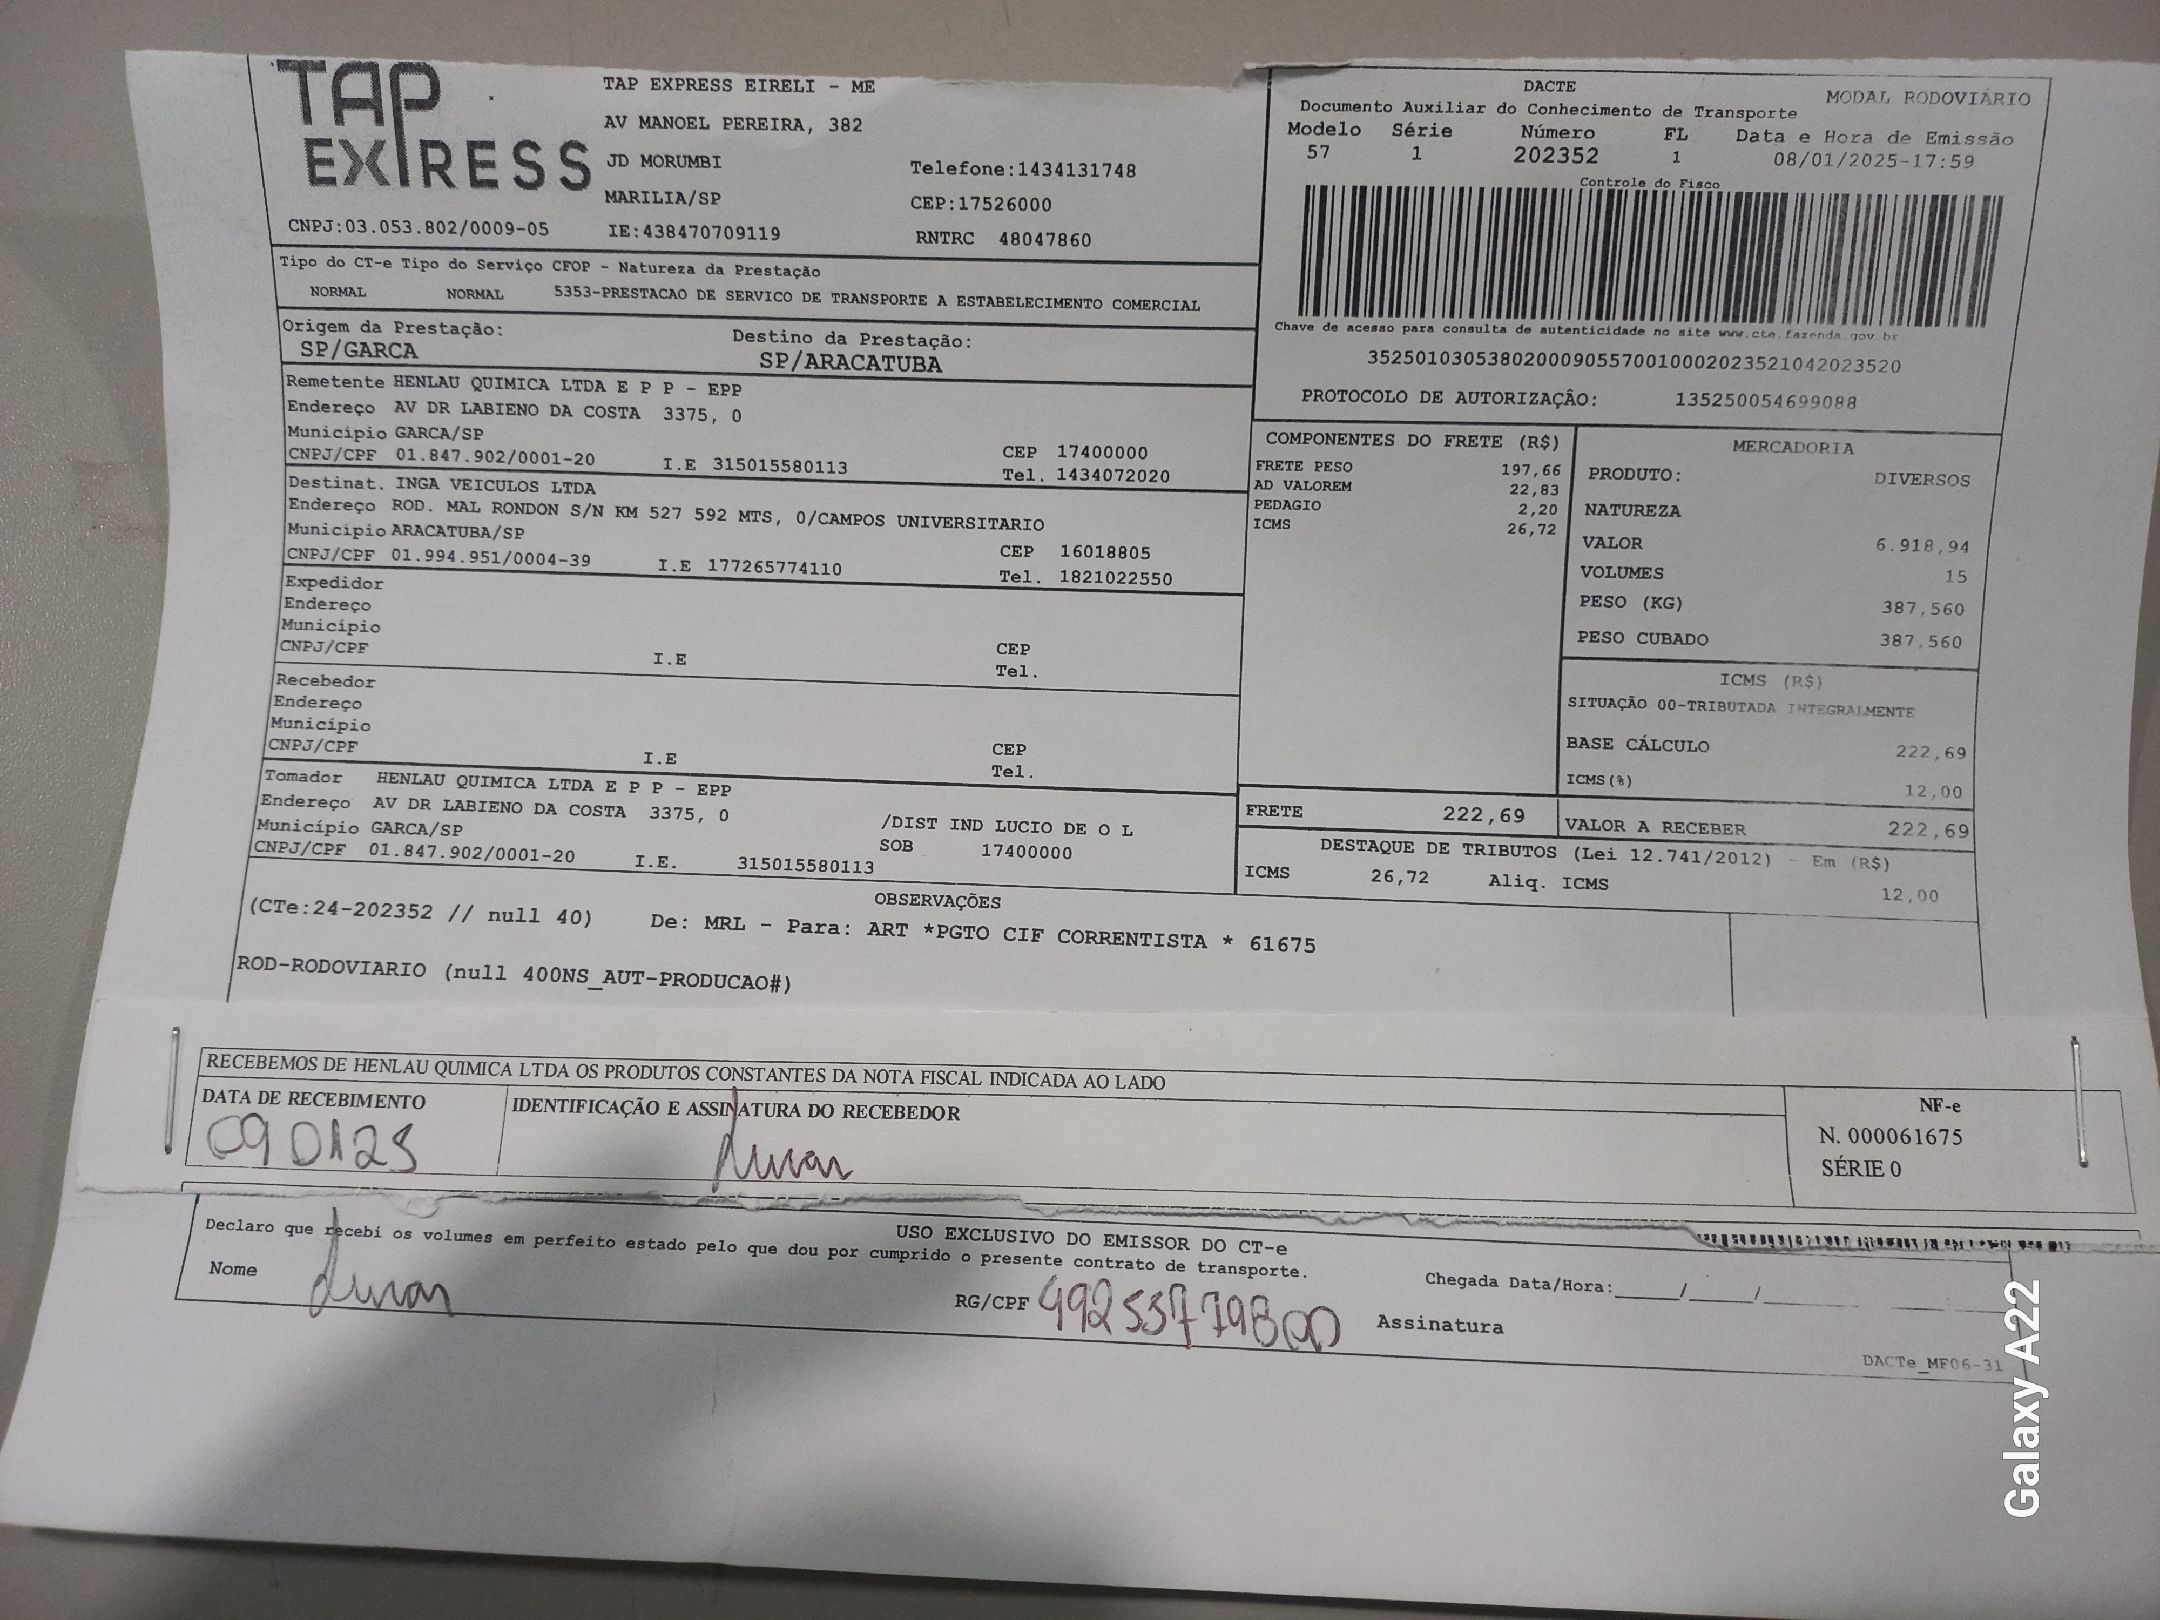 TAP EXPRESS
TAP EXPRESS EIRELI - ME
AV MANOEL PEREIRA, 382
JD MORUMBI
Telefone:1434131748
MARILIA/SP
CEP:17526000
CNPJ:03.053.802/0009-05
IE:438470709119
RNTRC 48047860
DACTE
MODAL RODOVIÁRIO
Documento Auxiliar do Conhecimento de Transporte
Modelo Série Número FL Data e Hora de Emissão
57 1 202352 1 08/01/2025-17:59
Controle do Fisco
Chave de acesso para consulta de autenticidade no site www.cte.fazenda.gov.br
35250103053802000905570010002023521042023520
PROTOCOLO DE AUTORIZAÇÂO: 135250054699088
Tipo do CT-e Tipo do Serviço CFOP - Natureza da Prestação
NORMAL NORMAL 5353-PRESTACAO DE SERVICO DE TRANSPORTE A ESTABELECIMENTO COMERCIAL
Origem da Prestação: Destino da Prestação:
SP/GARCA SP/ARACATUBA
Remetente HENLAU QUIMICA LTDA E P P - EPP
Endereço AV DR LABIENO DA COSTA 3375, 0
Município GARCA/SP CEP 17400000
CNPJ/CPF 01.847.902/0001-20 I.E 315015580113 Tel. 1434072020
Destinat. INGA VEICULOS LTDA
Endereço ROD. MAL RONDON S/N KM 527 592 MTS, 0/CAMPOS UNIVERSITARIO
Município ARACATUBA/SP CEP 16018805
CNPJ/CPF 01.994.951/0004-39 I.E 177265774110 Tel. 1821022550
Expedidor
Endereço
Município CEP
CNPJ/CPF I.E Tel.
Recebedor
Endereço
Município CEP
CNPJ/CPF I.E Tel.
Tomador HENLAU QUIMICA LTDA E P P - EPP
Endereço AV DR LABIENO DA COSTA 3375, 0 /DIST IND LUCIO DE O L
Município GARCA/SP SOB 17400000
CNPJ/CPF 01.847.902/0001-20 I.E. 315015580113
COMPONENTES DO FRETE (R$)
FRETE PESO 197,66
AD VALOREM 22,83
PEDAGIO 2,20
ICMS 26,72
MERCADORIA
PRODUTO: DIVERSOS
NATUREZA
VALOR 6.918,94
VOLUMES 15
PESO (KG) 387,560
PESO CUBADO 387,560
ICMS (R$)
SITUAÇÃO 00-TRIBUTADA INTEGRALMENTE
BASE CÁLCULO 222,69
ICMS(%) 12,00
FRETE 222,69 VALOR A RECEBER 222,69
DESTAQUE DE TRIBUTOS (Lei 12.741/2012) - Em (R$)
ICMS 26,72 Aliq. ICMS 12,00
OBSERVAÇÕES
(CTe:24-202352 // null 40) De: MRL - Para: ART *PGTO CIF CORRENTISTA * 61675
ROD-RODOVIARIO (null 400NS_AUT-PRODUCAO#)
RECEBEMOS DE HENLAU QUIMICA LTDA OS PRODUTOS CONSTANTES DA NOTA FISCAL INDICADA AO LADO
DATA DE RECEBIMENTO IDENTIFICAÇÃO E ASSINATURA DO RECEBEDOR
090125
NF-e
N. 000061675
SÉRIE 0
USO EXCLUSIVO DO EMISSOR DO CT-e
Declaro que recebi os volumes em perfeito estado pelo que dou por cumprido o presente contrato de transporte.
Nome RG/CPF 49253779800 Chegada Data/Hora:_____/_____/
Assinatura
DACTe_MF06-31
Galaxy A22